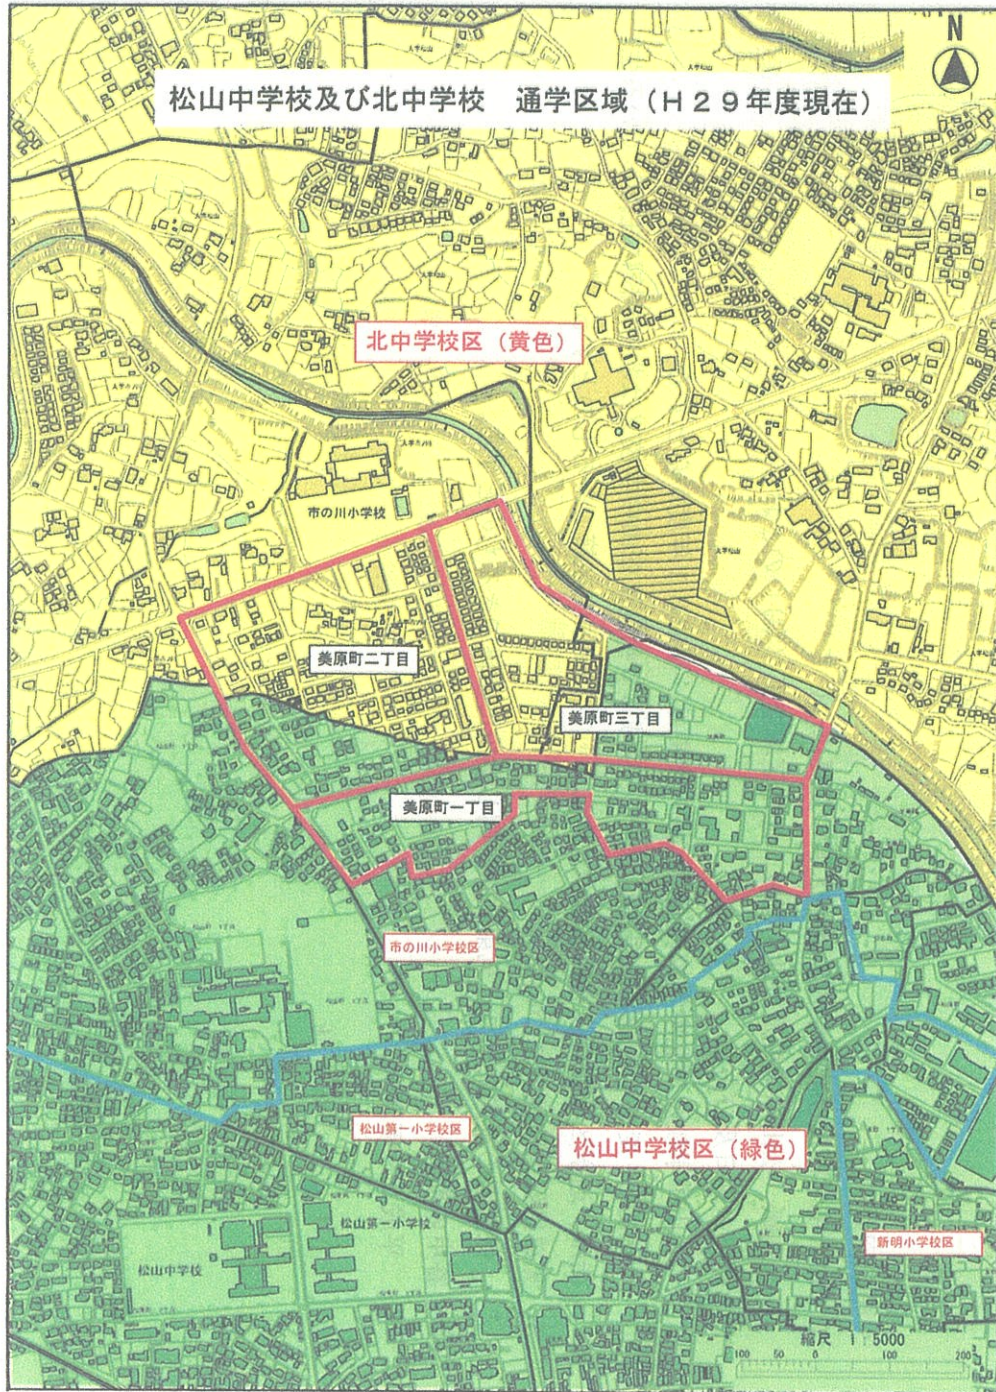 N
松山中学校及び北中学校　通学区域（H２９年度現在）
北中学校区（黄色）
市の川小学校
美原町二丁目
美原町三丁目
美原町一丁目
市の川小学校区
松山第一小学校区
松山中学校区（緑色）
松山第一小学校
松山中学校
新明小学校区
縮尺　1：5000
100 50 0 100 200